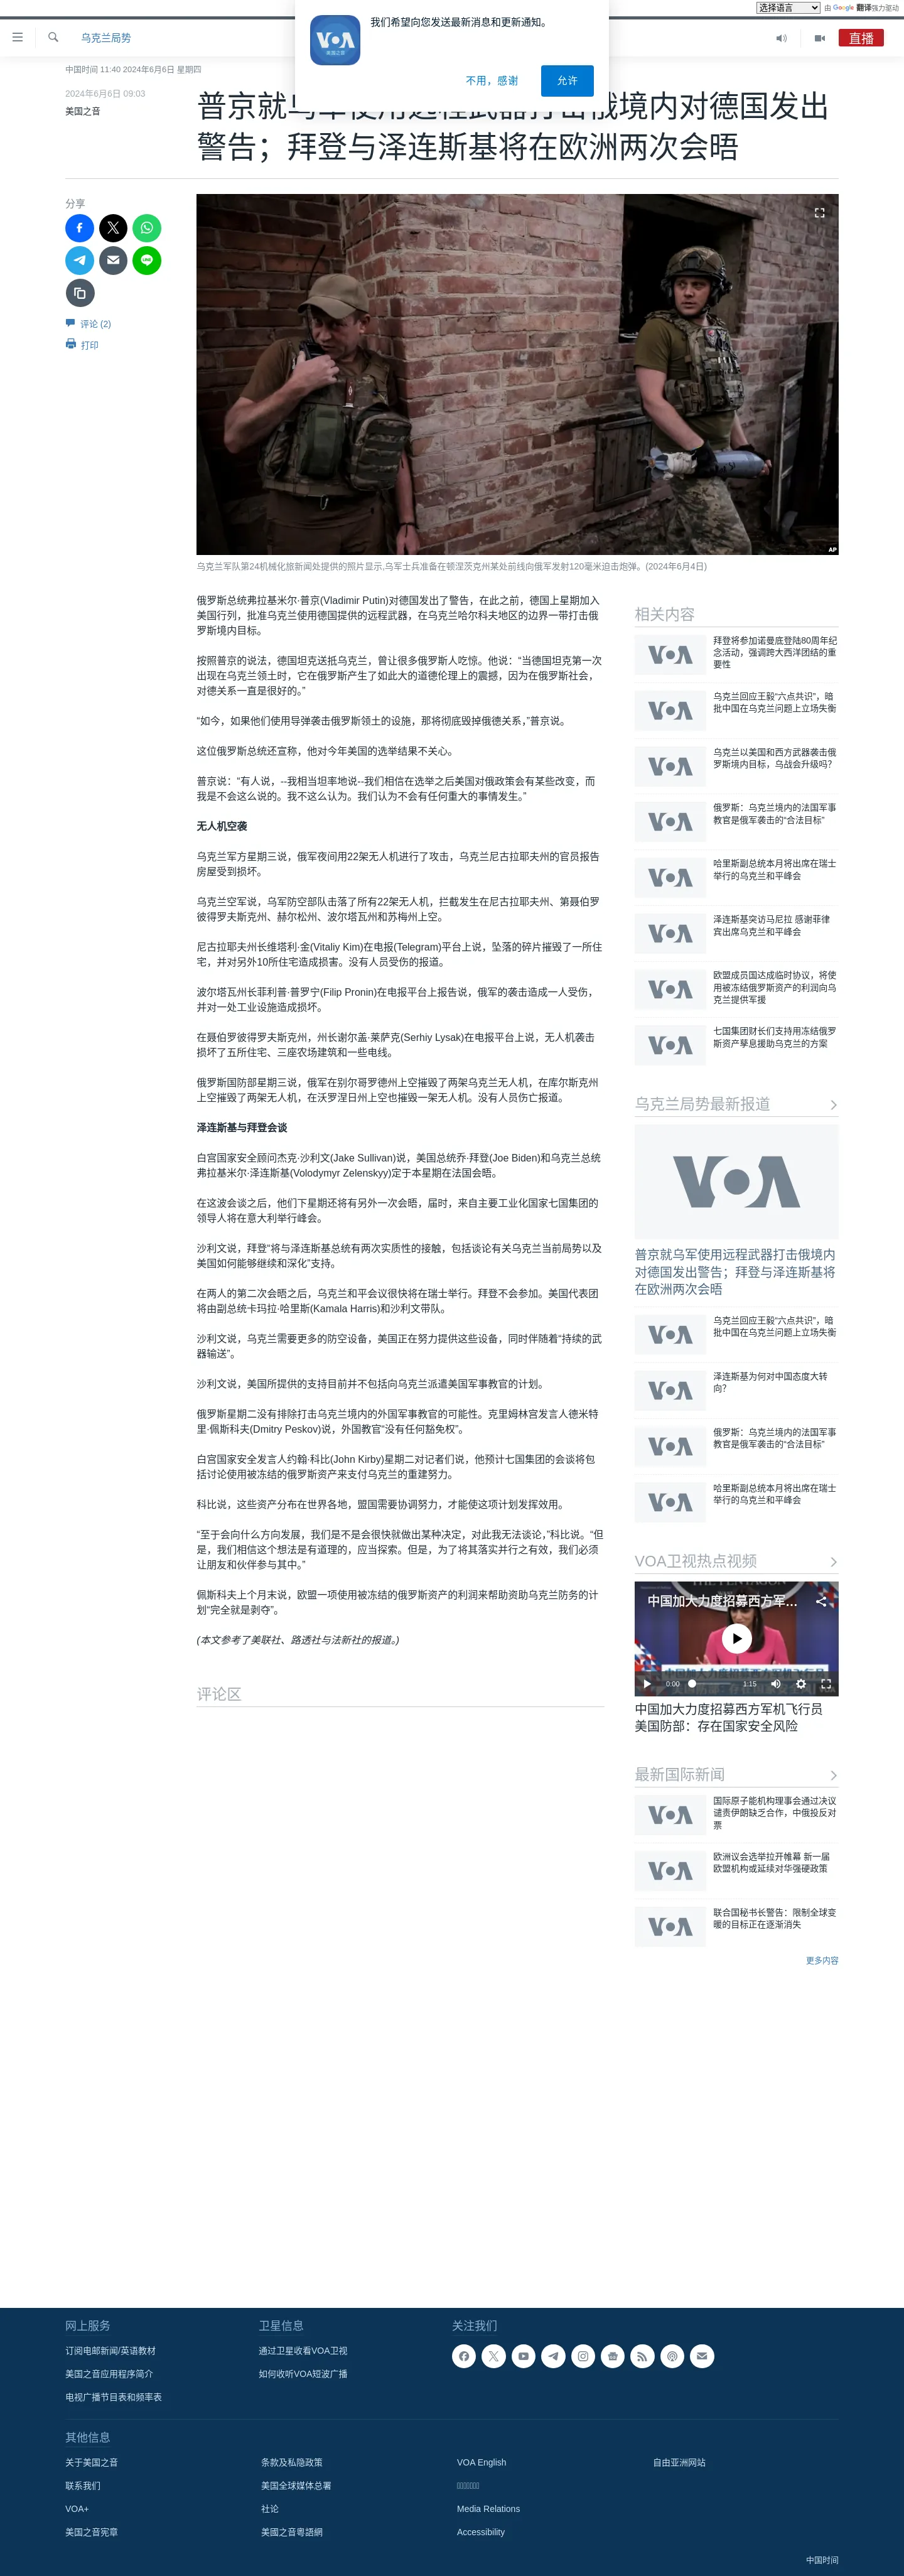 选择语言
由 Google 翻译强力驱动
我们希望向您发送最新消息和更新通知。
不用，感谢
允许
VOA
美国之音
乌克兰局势
直播
中国时间 11:40 2024年6月6日 星期四
2024年6月6日 09:03
美国之音
普京就乌军使用远程武器打击俄境内对德国发出
警告；拜登与泽连斯基将在欧洲两次会晤
分享
评论 (2)
打印
AP
乌克兰军队第24机械化旅新闻处提供的照片显示,乌军士兵准备在顿涅茨克州某处前线向俄军发射120毫米迫击炮弹。(2024年6月4日)
俄罗斯总统弗拉基米尔·普京(Vladimir Putin)对德国发出了警告，在此之前，德国上星期加入
美国行列，批准乌克兰使用德国提供的远程武器，在乌克兰哈尔科夫地区的边界一带打击俄
罗斯境内目标。
按照普京的说法，德国坦克送抵乌克兰，曾让很多俄罗斯人吃惊。他说：“当德国坦克第一次
出现在乌克兰领土时，它在俄罗斯产生了如此大的道德伦理上的震撼，因为在俄罗斯社会，
对德关系一直是很好的。”
“如今，如果他们使用导弹袭击俄罗斯领土的设施，那将彻底毁掉俄德关系，”普京说。
这位俄罗斯总统还宣称，他对今年美国的选举结果不关心。
普京说：“有人说，--我相当坦率地说--我们相信在选举之后美国对俄政策会有某些改变，而
我是不会这么说的。我不这么认为。我们认为不会有任何重大的事情发生。”
无人机空袭
乌克兰军方星期三说，俄军夜间用22架无人机进行了攻击，乌克兰尼古拉耶夫州的官员报告
房屋受到损坏。
乌克兰空军说，乌军防空部队击落了所有22架无人机，拦截发生在尼古拉耶夫州、第聂伯罗
彼得罗夫斯克州、赫尔松州、波尔塔瓦州和苏梅州上空。
尼古拉耶夫州长维塔利·金(Vitaliy Kim)在电报(Telegram)平台上说，坠落的碎片摧毁了一所住
宅，并对另外10所住宅造成损害。没有人员受伤的报道。
波尔塔瓦州长菲利普·普罗宁(Filip Pronin)在电报平台上报告说，俄军的袭击造成一人受伤，
并对一处工业设施造成损坏。
在聂伯罗彼得罗夫斯克州，州长谢尔盖·莱萨克(Serhiy Lysak)在电报平台上说，无人机袭击
损坏了五所住宅、三座农场建筑和一些电线。
俄罗斯国防部星期三说，俄军在别尔哥罗德州上空摧毁了两架乌克兰无人机，在库尔斯克州
上空摧毁了两架无人机，在沃罗涅日州上空也摧毁一架无人机。没有人员伤亡报道。
泽连斯基与拜登会谈
白宫国家安全顾问杰克·沙利文(Jake Sullivan)说，美国总统乔·拜登(Joe Biden)和乌克兰总统
弗拉基米尔·泽连斯基(Volodymyr Zelenskyy)定于本星期在法国会晤。
在这波会谈之后，他们下星期还将有另外一次会晤，届时，来自主要工业化国家七国集团的
领导人将在意大利举行峰会。
沙利文说，拜登“将与泽连斯基总统有两次实质性的接触，包括谈论有关乌克兰当前局势以及
美国如何能够继续和深化”支持。
在两人的第二次会晤之后，乌克兰和平会议很快将在瑞士举行。拜登不会参加。美国代表团
将由副总统卡玛拉·哈里斯(Kamala Harris)和沙利文带队。
沙利文说，乌克兰需要更多的防空设备，美国正在努力提供这些设备，同时伴随着“持续的武
器输送”。
沙利文说，美国所提供的支持目前并不包括向乌克兰派遣美国军事教官的计划。
俄罗斯星期二没有排除打击乌克兰境内的外国军事教官的可能性。克里姆林宫发言人德米特
里·佩斯科夫(Dmitry Peskov)说，外国教官“没有任何豁免权”。
白宫国家安全发言人约翰·科比(John Kirby)星期二对记者们说，他预计七国集团的会谈将包
括讨论使用被冻结的俄罗斯资产来支付乌克兰的重建努力。
科比说，这些资产分布在世界各地，盟国需要协调努力，才能使这项计划发挥效用。
“至于会向什么方向发展，我们是不是会很快就做出某种决定，对此我无法谈论，”科比说。“但
是，我们相信这个想法是有道理的，应当探索。但是，为了将其落实并行之有效，我们必须
让朋友和伙伴参与其中。”
佩斯科夫上个月末说，欧盟一项使用被冻结的俄罗斯资产的利润来帮助资助乌克兰防务的计
划“完全就是剥夺”。
(本文参考了美联社、路透社与法新社的报道。)
评论区
相关内容
VOA
拜登将参加诺曼底登陆80周年纪
念活动，强调跨大西洋团结的重
要性
VOA
乌克兰回应王毅“六点共识”，暗
批中国在乌克兰问题上立场失衡
VOA
乌克兰以美国和西方武器袭击俄
罗斯境内目标，乌战会升级吗？
VOA
俄罗斯：乌克兰境内的法国军事
教官是俄军袭击的“合法目标”
VOA
哈里斯副总统本月将出席在瑞士
举行的乌克兰和平峰会
VOA
泽连斯基突访马尼拉 感谢菲律
宾出席乌克兰和平峰会
VOA
欧盟成员国达成临时协议，将使
用被冻结俄罗斯资产的利润向乌
克兰提供军援
VOA
七国集团财长们支持用冻结俄罗
斯资产孳息援助乌克兰的方案
乌克兰局势最新报道
VOA
普京就乌军使用远程武器打击俄境内
对德国发出警告；拜登与泽连斯基将
在欧洲两次会晤
VOA
乌克兰回应王毅“六点共识”，暗
批中国在乌克兰问题上立场失衡
VOA
泽连斯基为何对中国态度大转
向？
VOA
俄罗斯：乌克兰境内的法国军事
教官是俄军袭击的“合法目标”
VOA
哈里斯副总统本月将出席在瑞士
举行的乌克兰和平峰会
VOA卫视热点视频
THE PENTAGON
中国加大力度招募西方军...
0:00
1:15
中国加大力度招募西方军机飞行员
美国防部：存在国家安全风险
最新国际新闻
VOA
国际原子能机构理事会通过决议
谴责伊朗缺乏合作，中俄投反对
票
VOA
欧洲议会选举拉开帷幕 新一届
欧盟机构或延续对华强硬政策
VOA
联合国秘书长警告：限制全球变
暖的目标正在逐渐消失
更多内容
网上服务
订阅电邮新闻/英语教材
美国之音应用程序简介
电视广播节目表和频率表
卫星信息
通过卫星收看VOA卫视
如何收听VOA短波广播
关注我们
其他信息
关于美国之音
条款及私隐政策
VOA English
自由亚洲网站
联系我们
美国全球媒体总署
VOA+
社论
Media Relations
美国之音宪章
美國之音粵語網
Accessibility
中国时间